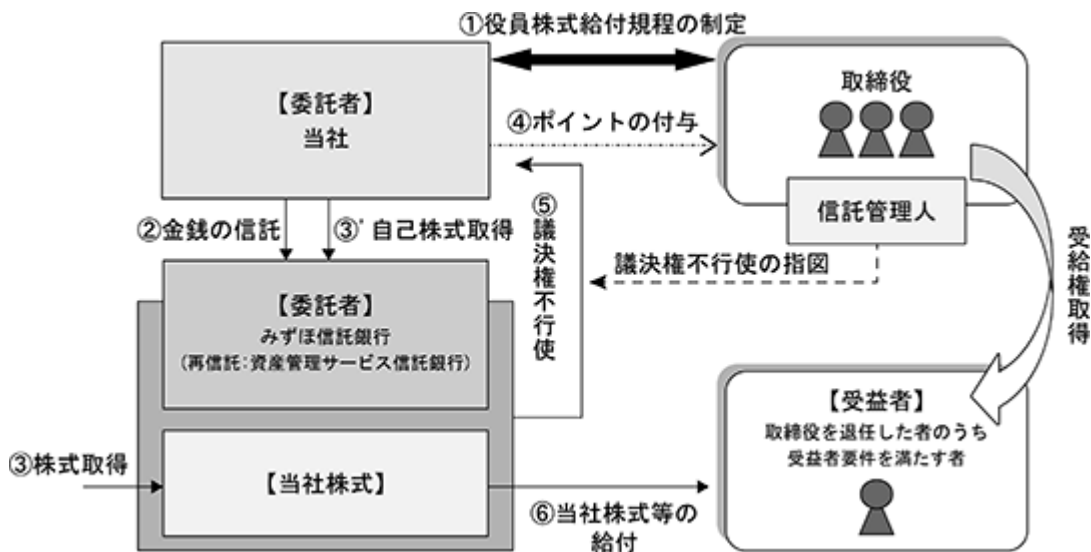 ①役員株式給付規程の制定
【委託者】
当社
取締役
④ポイントの付与
信託管理人
②金銭の信託
③’自己株式取得
⑤議決権不行使
議決権不行使の指図
受給権取得
【委託者】
みずほ信託銀行
(再信託:資産管理サービス信託銀行)
【受益者】
取締役を退任した者のうち
受益者要件を満たす者
③株式取得
【当社株式】
⑥当社株式等の
給付